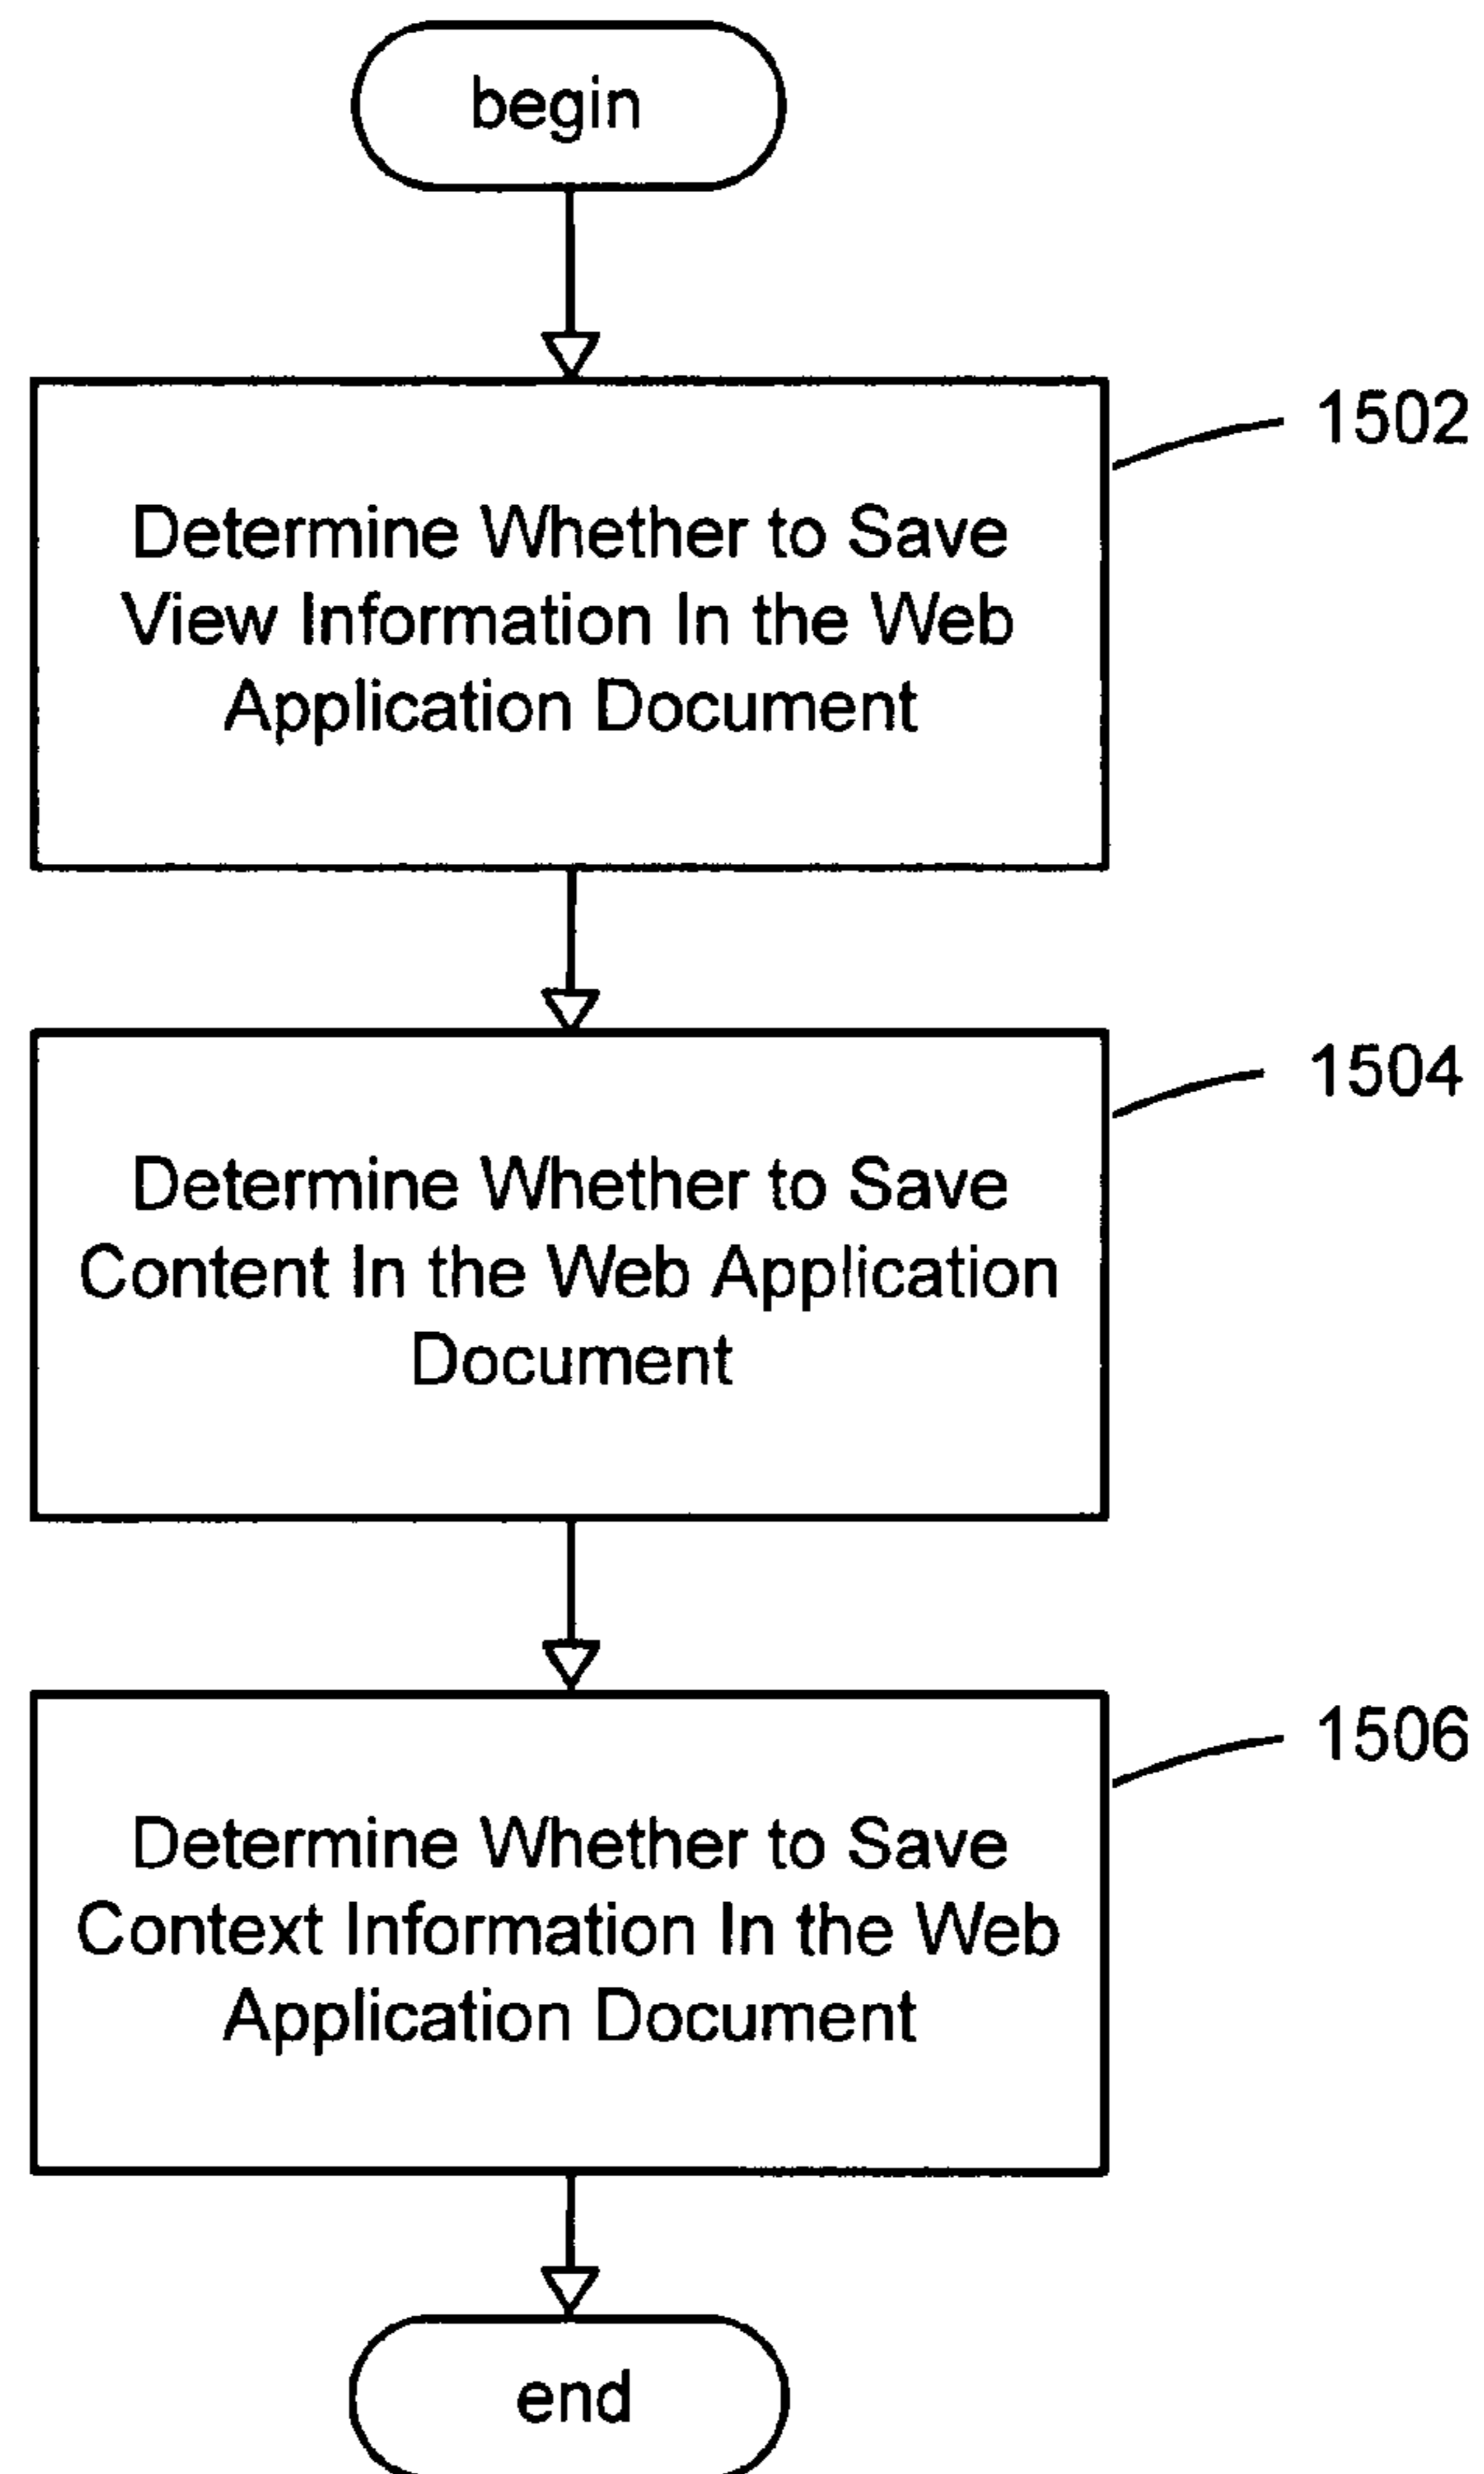 begin
1502
Determine Whether to Save
View Information In the Web
Application Document
1504
Determine Whether to Save
Content In the Web Application
Document
1506
Determine Whether to Save
Context Information In the Web
Application Document
end